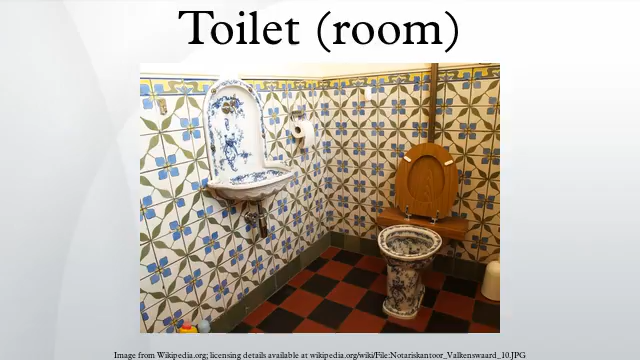 Toilet (room)
Image from Wikipedia.org; licensing details available at wikipedia.org/wiki/File:Notariskantoor_Valkenswaard_10.JPG